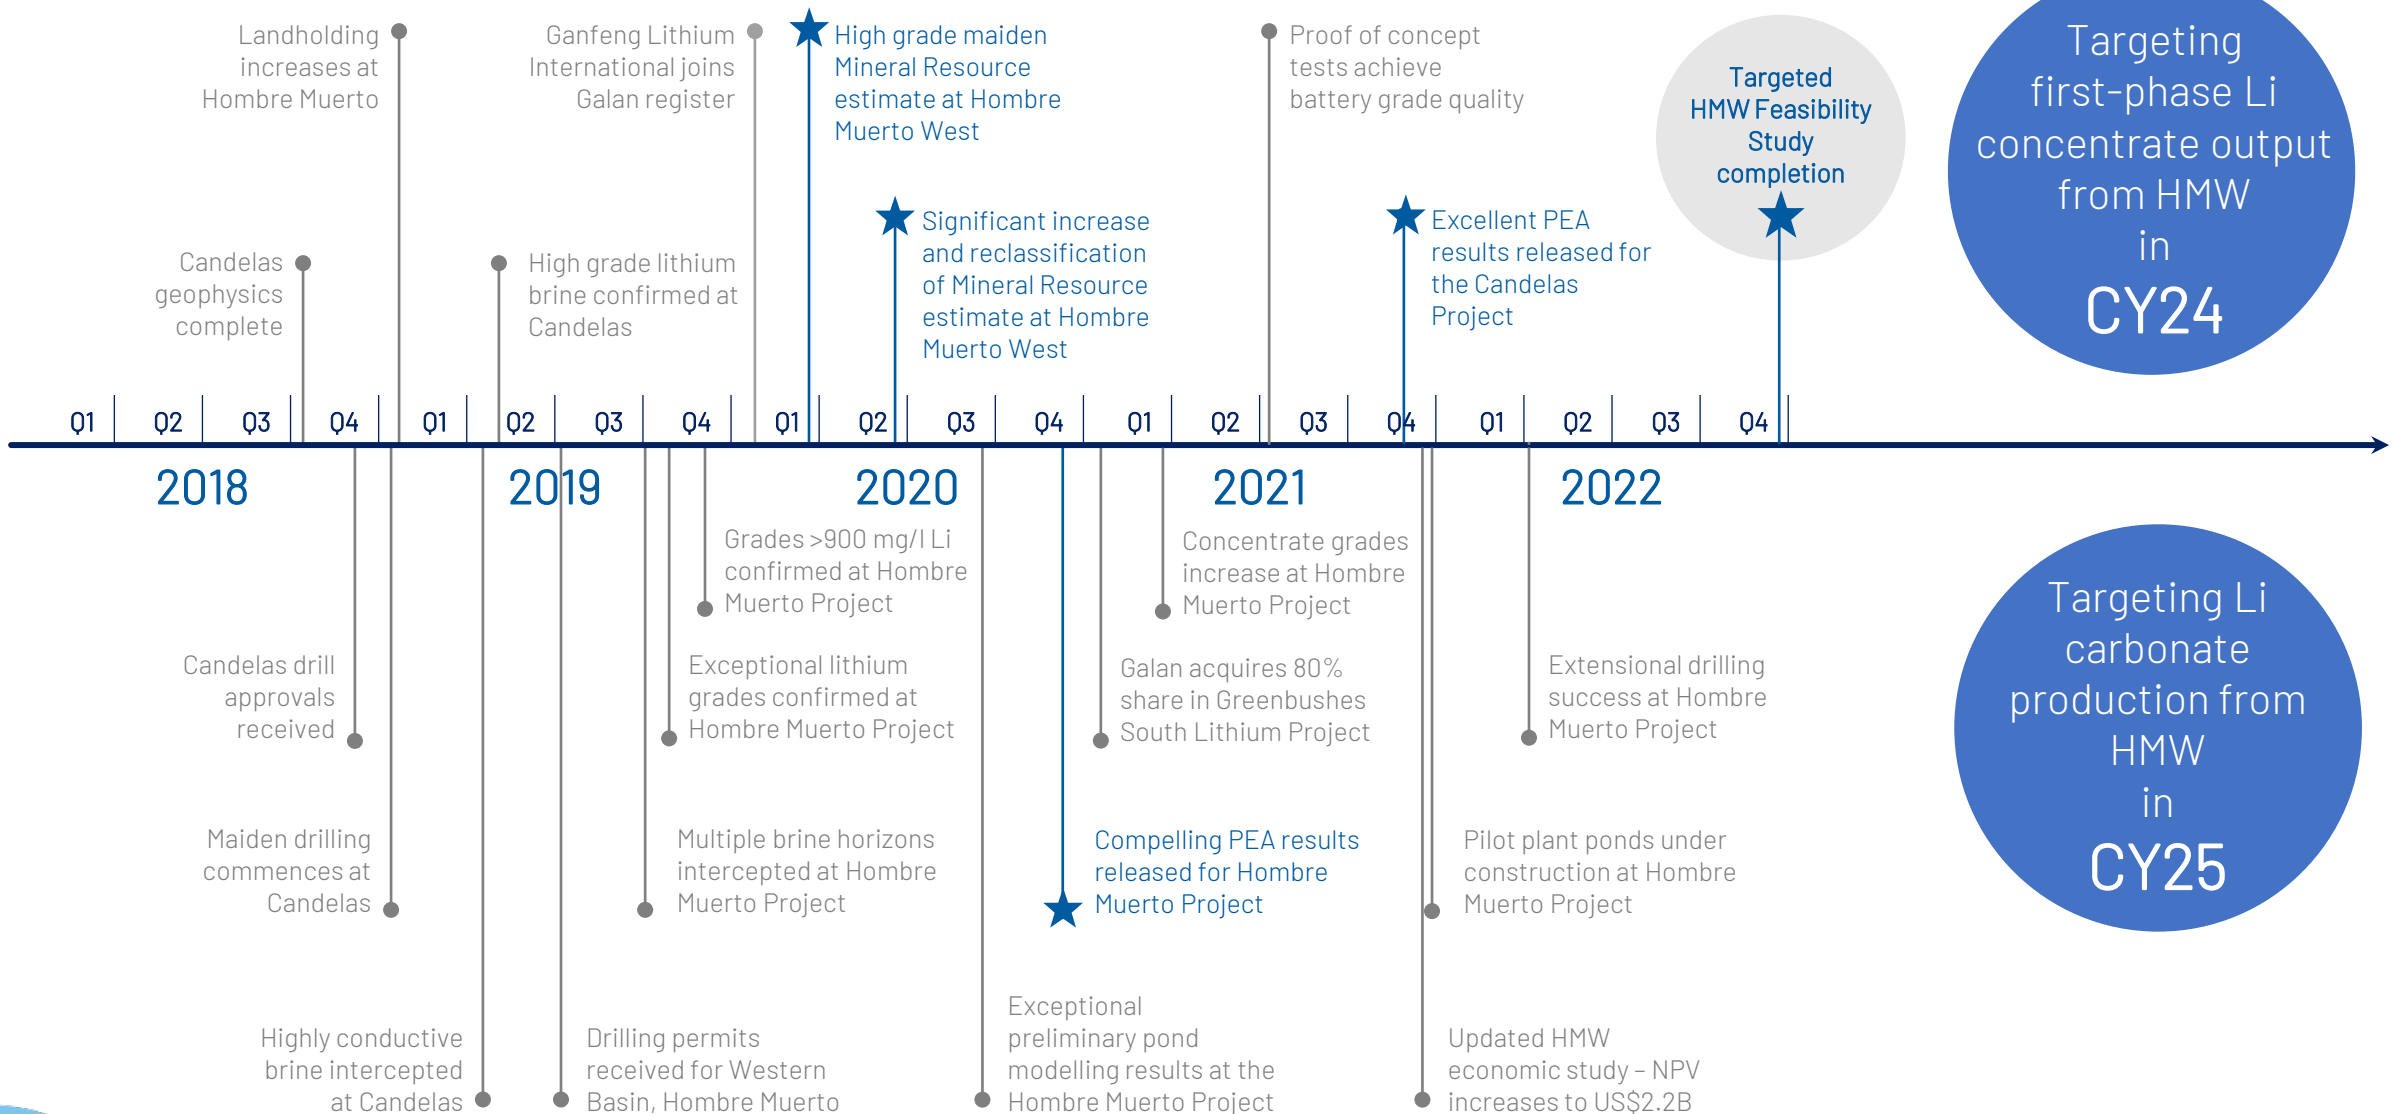 Landholding
increases at
Hombre Muerto
Ganfeng Lithium
International joins
Galan register
High grade maiden
Mineral Resource
estimate at Hombre
Muerto West
Proof of concept
tests achieve
battery grade quality
Targeted
HMW Feasibility
Study
completion
Targeting
first-phase Li
concentrate output
from HMW
in
CY24
Candelas
geophysics
complete
High grade lithium
brine confirmed at
Candelas
Significant increase
and reclassification
of Mineral Resource
estimate at Hombre
Muerto West
Excellent PEA
results released for
the Candelas
Project
Q1 Q2 Q3 Q4 Q1 Q2 Q3 Q4 Q1 Q2 Q3 Q4 Q1 Q2 Q3 Q4 Q1 Q2 Q3 Q4
2018 2019 2020 2021 2022
Grades >900 mg/l Li
confirmed at Hombre
Muerto Project
Concentrate grades
increase at Hombre
Muerto Project
Candelas drill
approvals
received
Exceptional lithium
grades confirmed at
Hombre Muerto Project
Galan acquires 80%
share in Greenbushes
South Lithium Project
Extensional drilling
success at Hombre
Muerto Project
Targeting Li
carbonate
production from
HMW
in
CY25
Maiden drilling
commences at
Candelas
Multiple brine horizons
intercepted at Hombre
Muerto Project
Compelling PEA results
released for Hombre
Muerto Project
Pilot plant ponds under
construction at Hombre
Muerto Project
Highly conductive
brine intercepted
at Candelas
Drilling permits
received for Western
Basin, Hombre Muerto
Exceptional
preliminary pond
modelling results at the
Hombre Muerto Project
Updated HMW
economic study – NPV
increases to US$2.2B